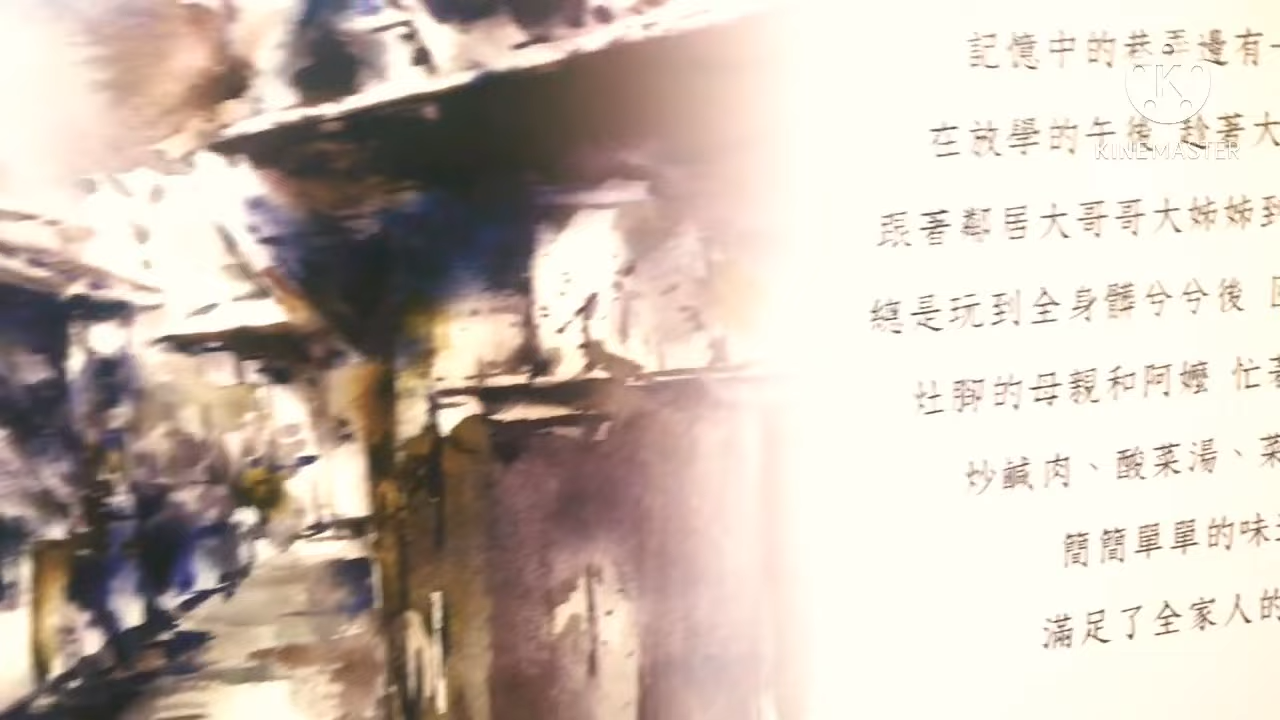 記憶中的巷弄邊有一
在放學的午後 趁著大
跟著鄰居大哥哥大姊姊到
總是玩到全身髒兮兮後
灶腳的母親和阿嬤 忙著
炒鹹肉、酸菜湯、菜
簡簡單單的味
滿足了全家人的
KINEMASTER